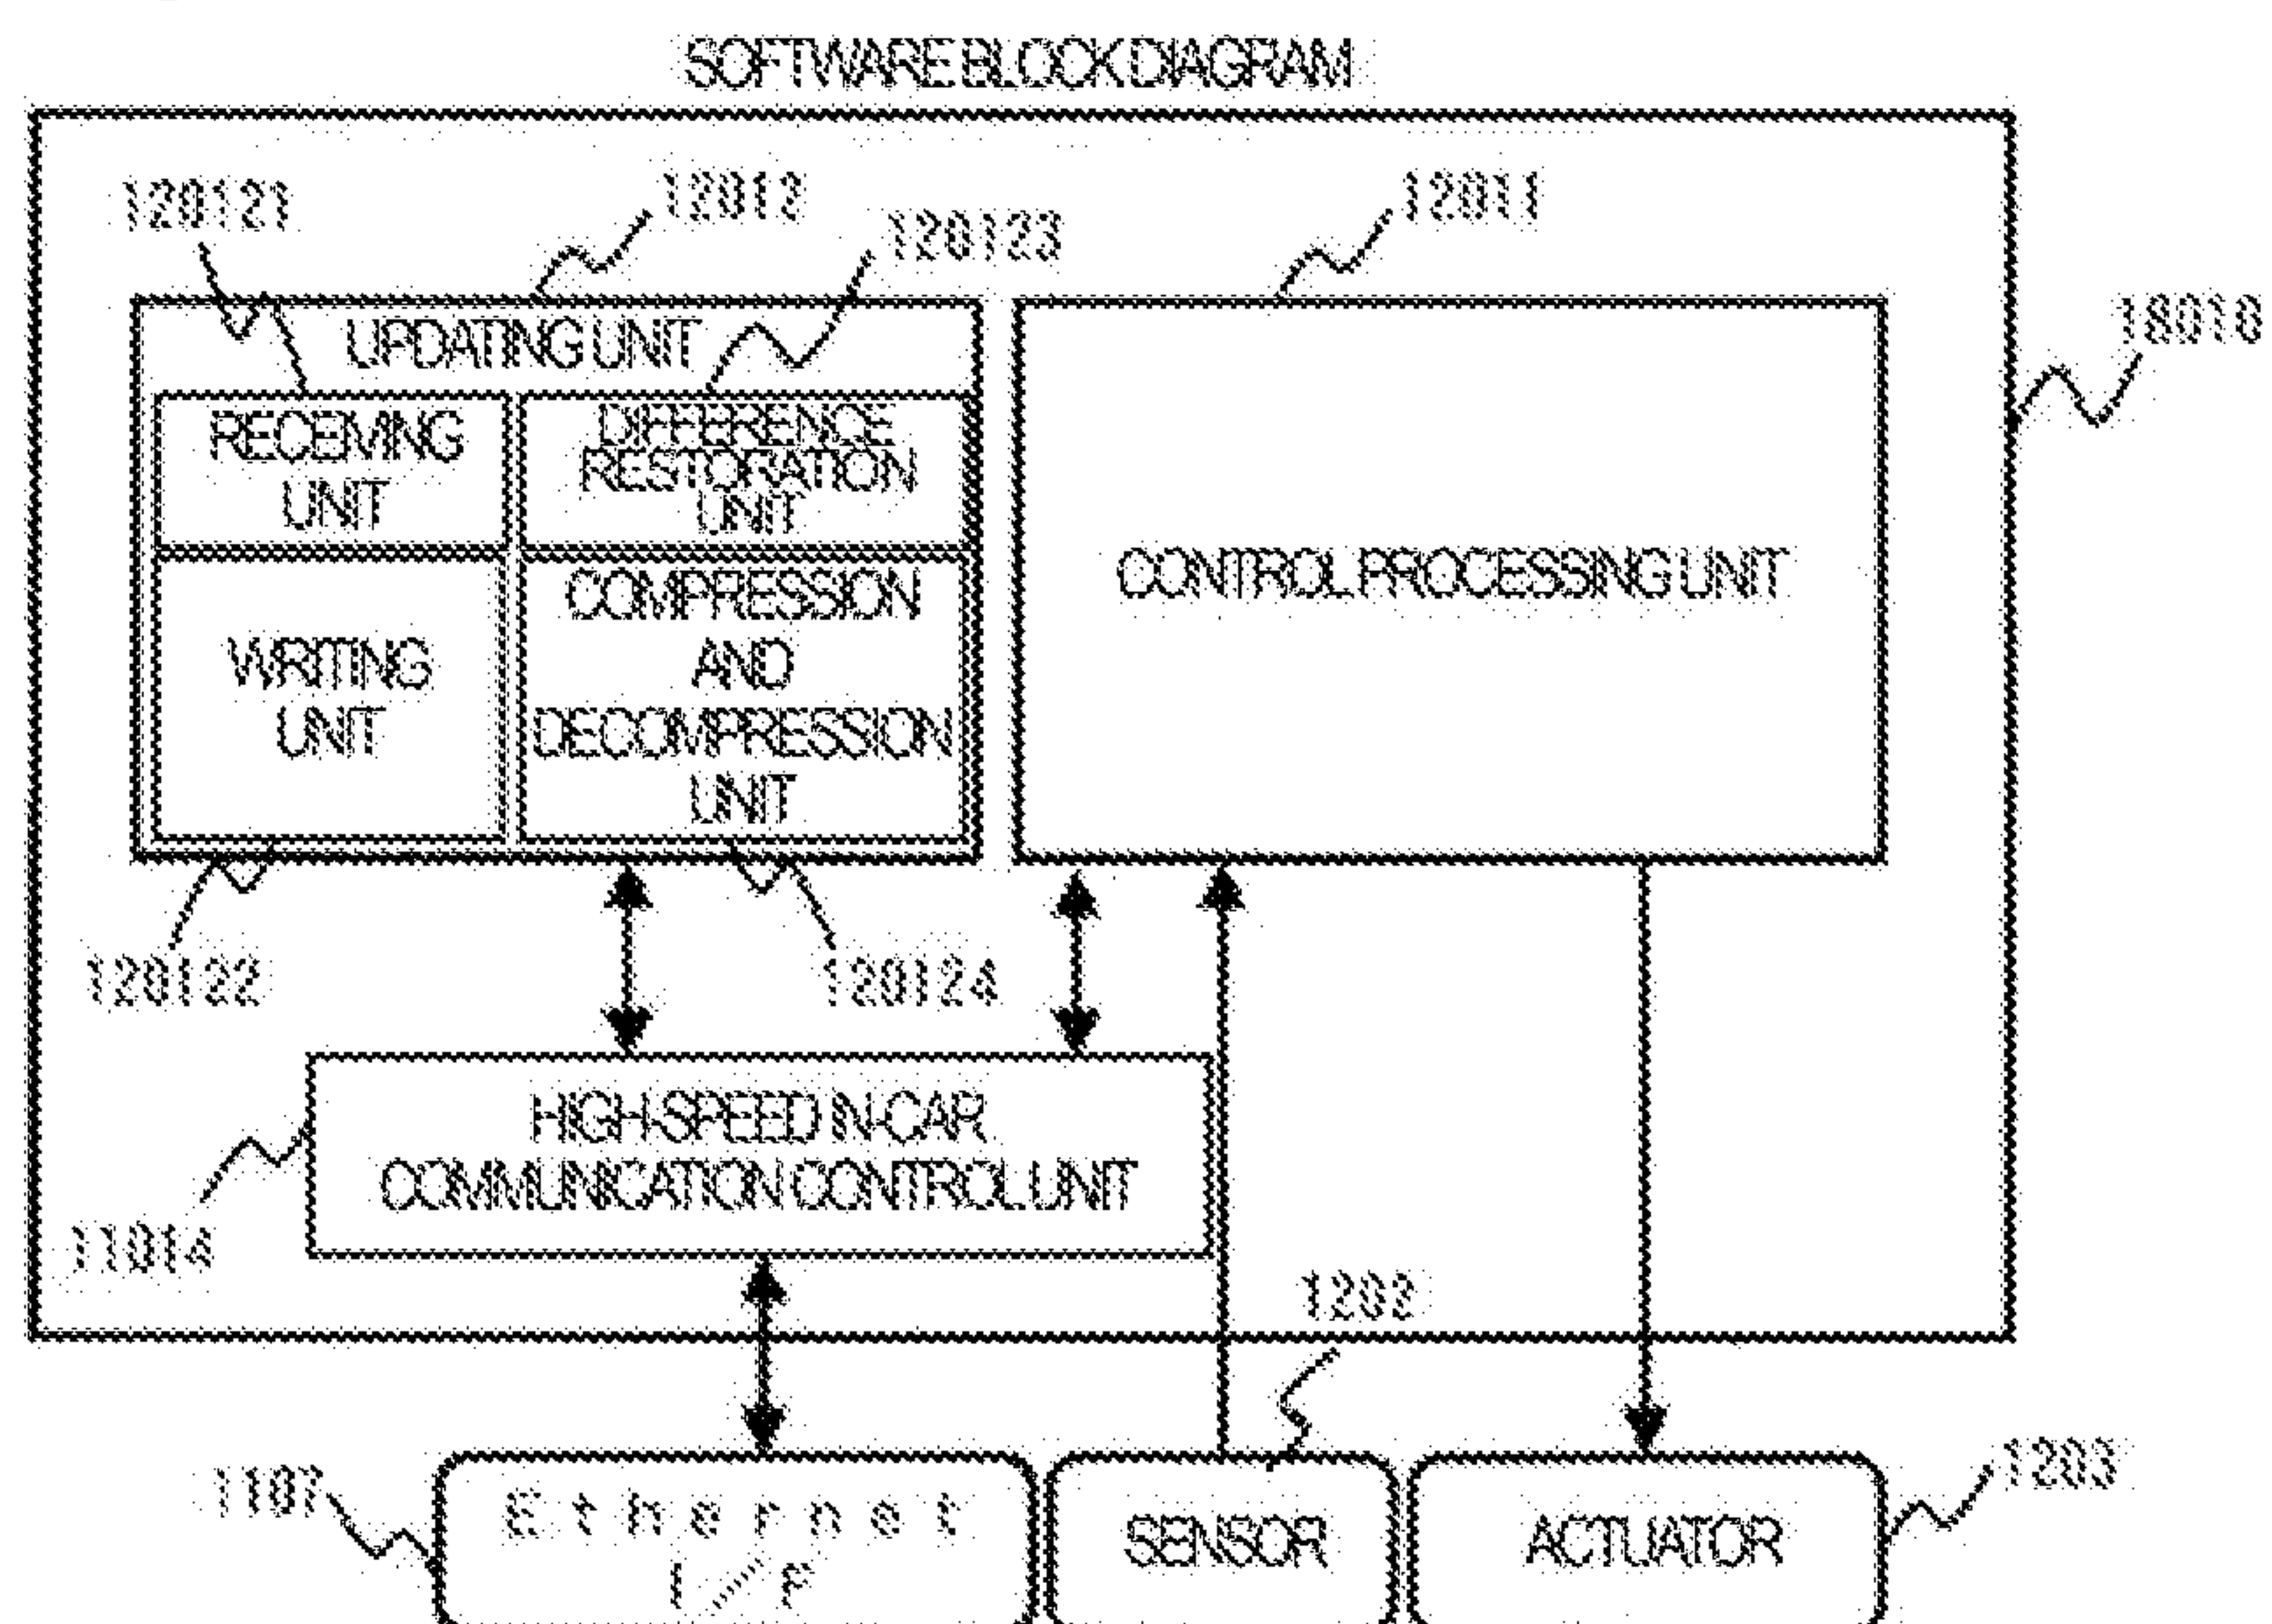 SOFTWARE BLOCK DIAGRAM
120121
12012
120123
12011
18010
UPDATING UNIT
RECEIVING
UNIT
DIFFERENCE
RESTORATION
UNIT
WRITING
UNIT
COMPRESSION
AND
DECOMPRESSION
UNIT
CONTROL PROCESSING UNIT
120122
120124
HIGH-SPEED IN-CAR
COMMUNICATION CONTROL UNIT
11014
1202
1107
Ethernet
I/F
SENSOR
ACTUATOR
1203